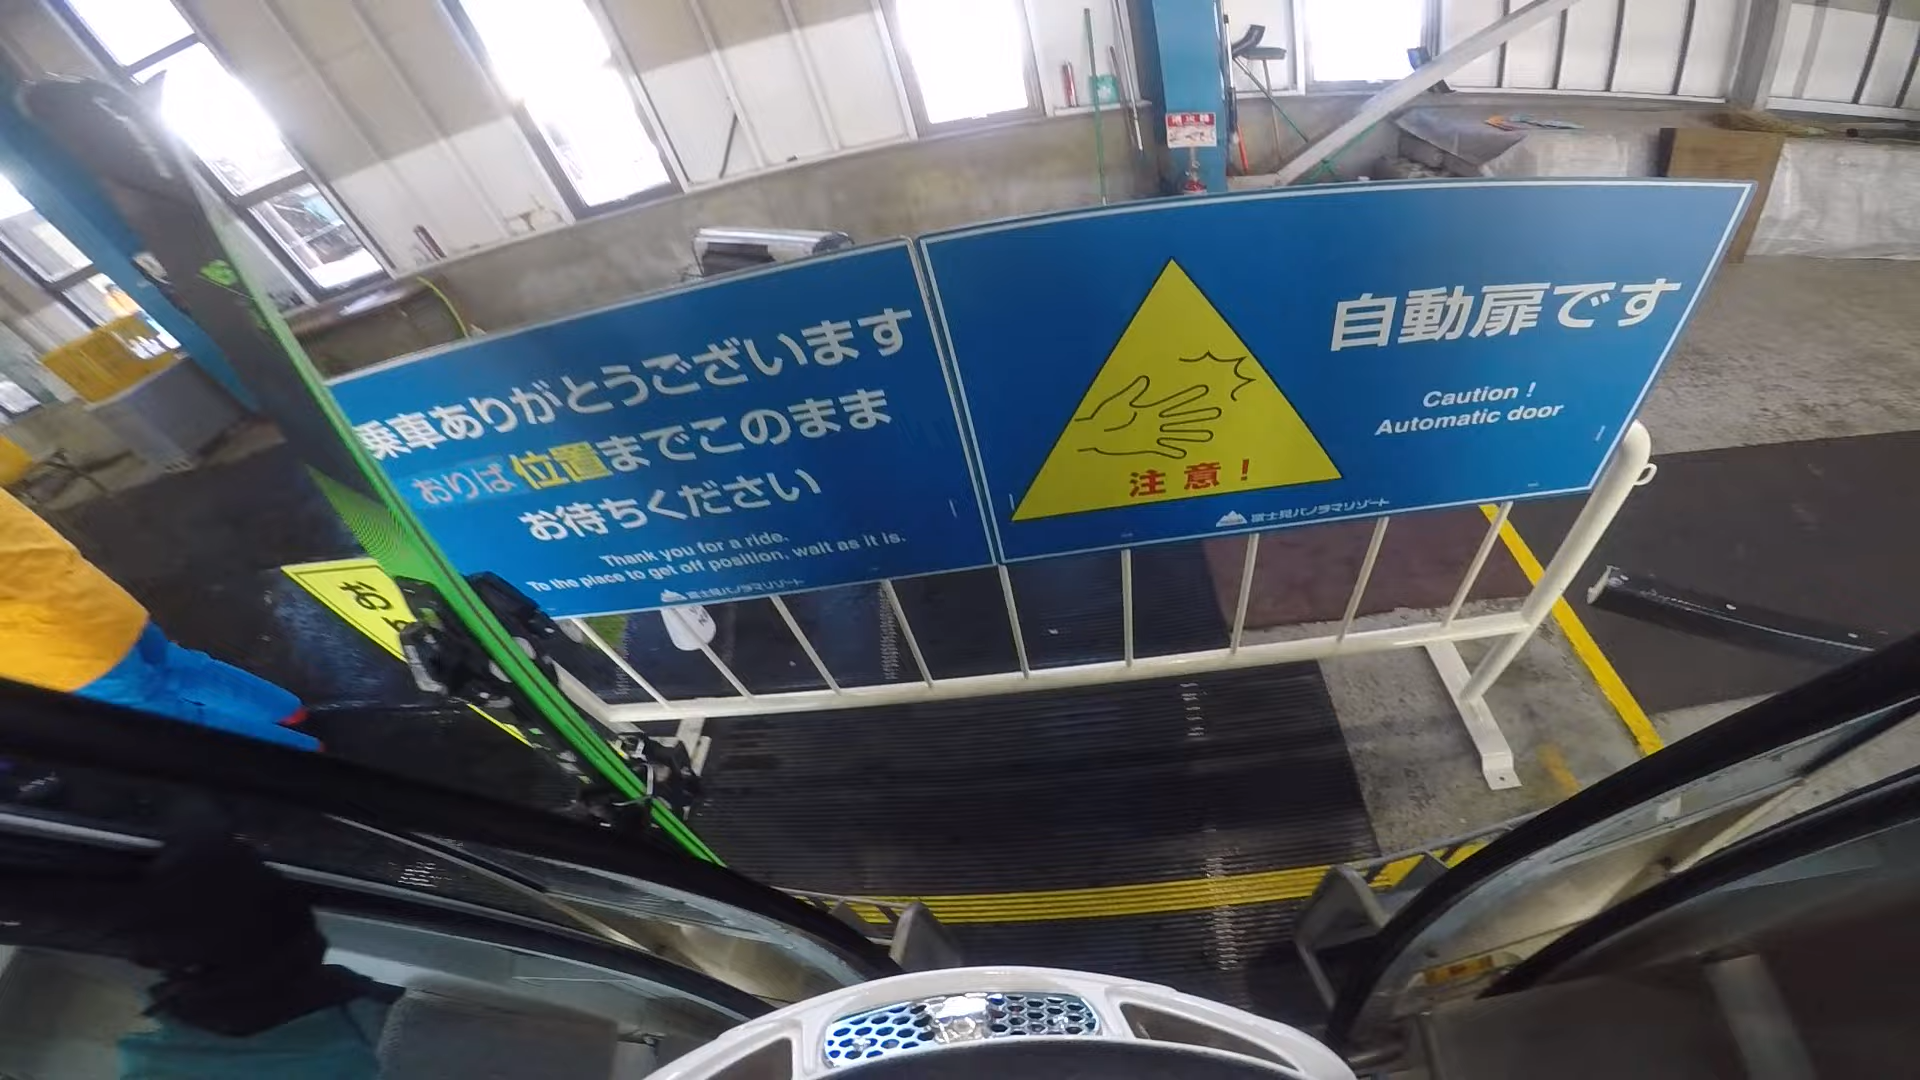 乗車ありがとうございます
おりば位置までこのまま
お待ちください
Thank you for a ride.
To the place to get off position, wait as it is.
富士見パノラマリゾート
自動扉です
Caution !
Automatic door
注意!
富士見パノラマリゾート
お
消火器